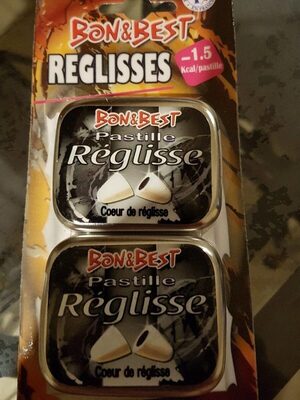 BON&BEST
REGLISSES
-1.5
Kcal/pastille
BON&BEST
Pastille
Réglisse
Coeur de réglisse
BON&BEST
Pastille
Réglisse
Coeur de réglisse